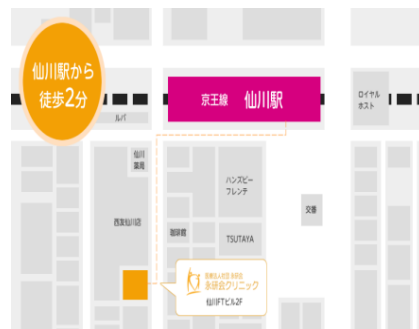 仙川駅から
徒歩2分
京王線 仙川駅
ロイヤル
ホスト
ルパ
仙川
薬局
ハンズビー
フレンテ
西友仙川店
珈琲館
交番
TSUTAYA
医療法人社団 永研会
永研会クリニック
仙川FTビル2F